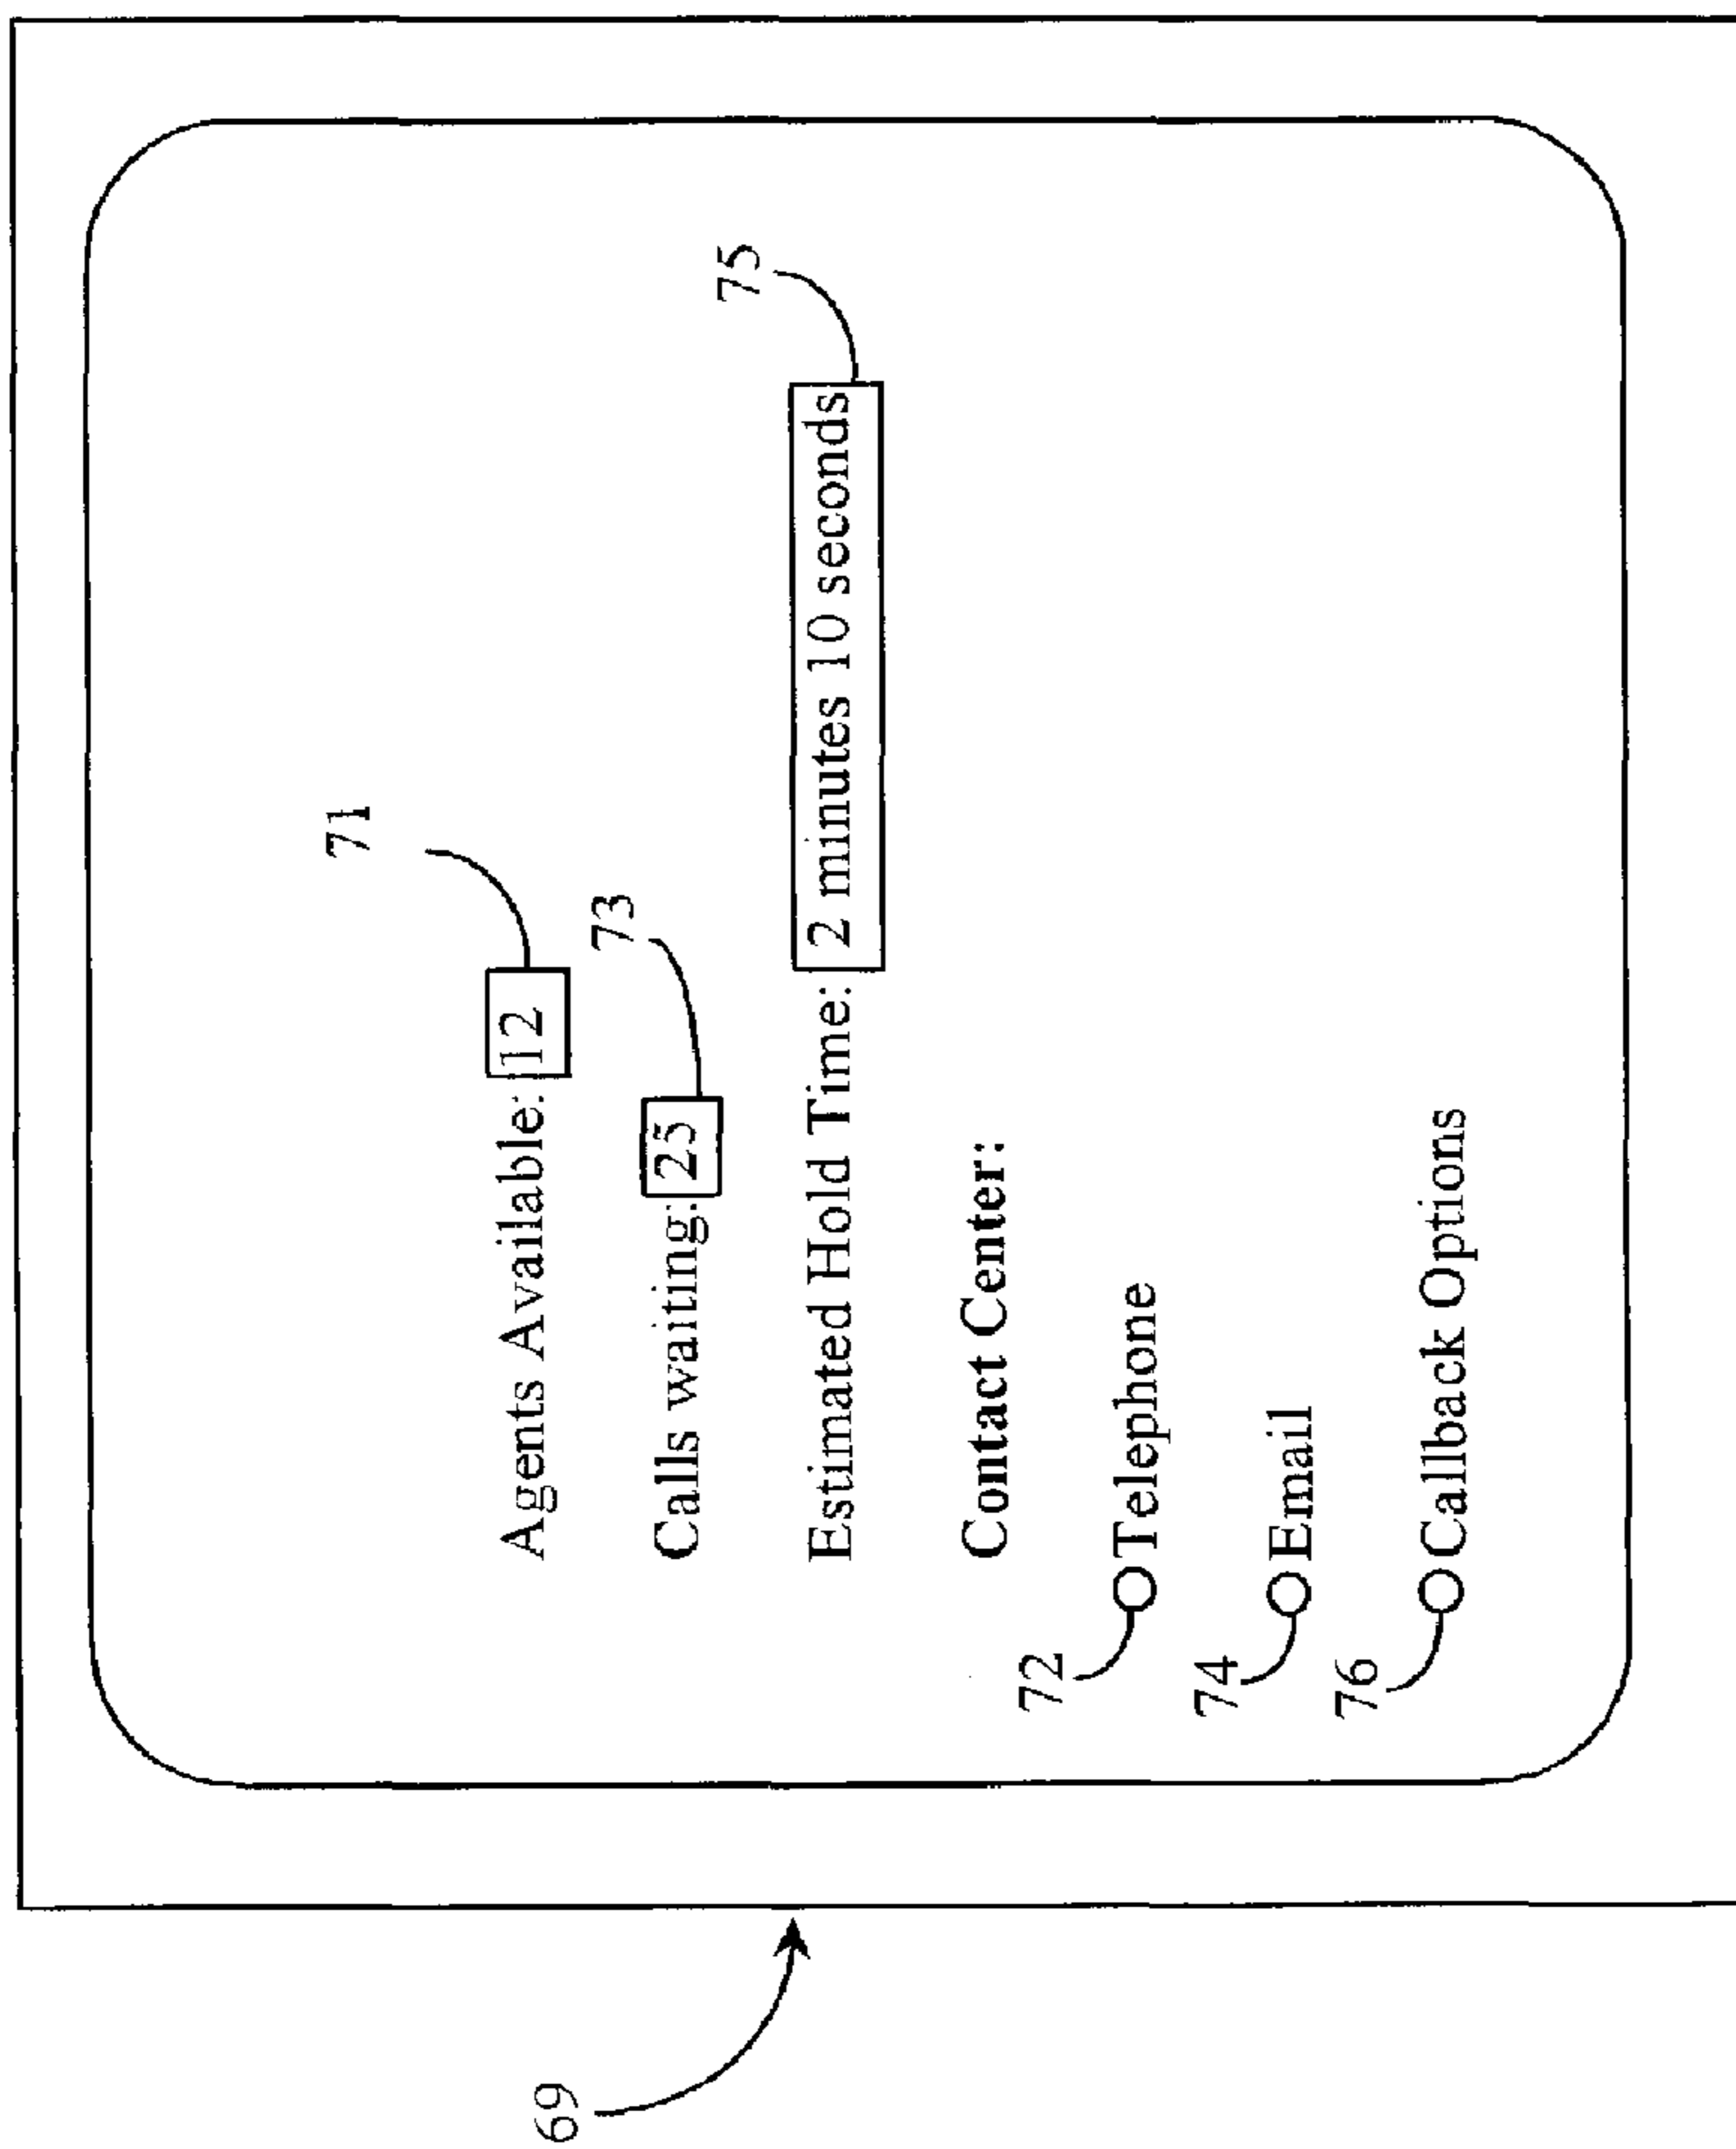 71
Agents Available: 12
73
Calls waiting: 25
75
Estimated Hold Time: 2 minutes 10 seconds
Contact Center:
72
Telephone
74
Email
76
Callback Options
69